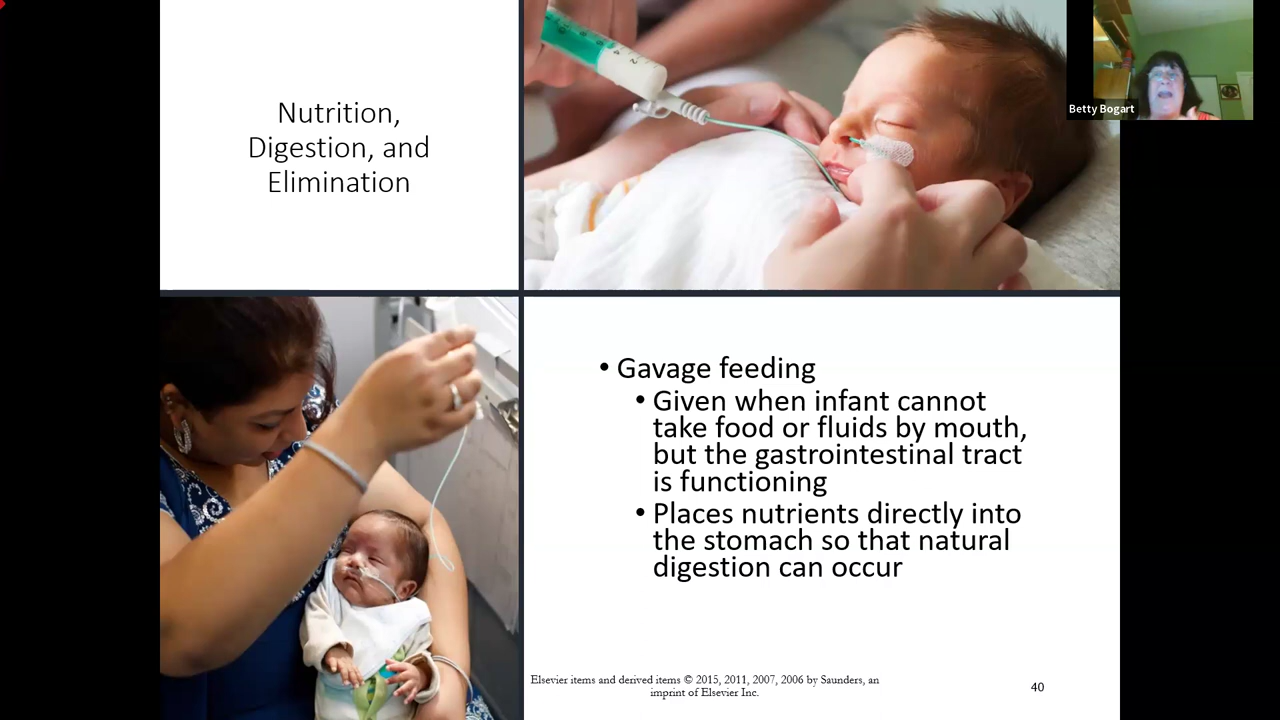 Nutrition,
Digestion, and
Elimination
Betty Bogart
• Gavage feeding
• Given when infant cannot
take food or fluids by mouth,
but the gastrointestinal tract
is functioning
• Places nutrients directly into
the stomach so that natural
digestion can occur
Elsevier items and derived items © 2015, 2011, 2007, 2006 by Saunders, an
imprint of Elsevier Inc.
40